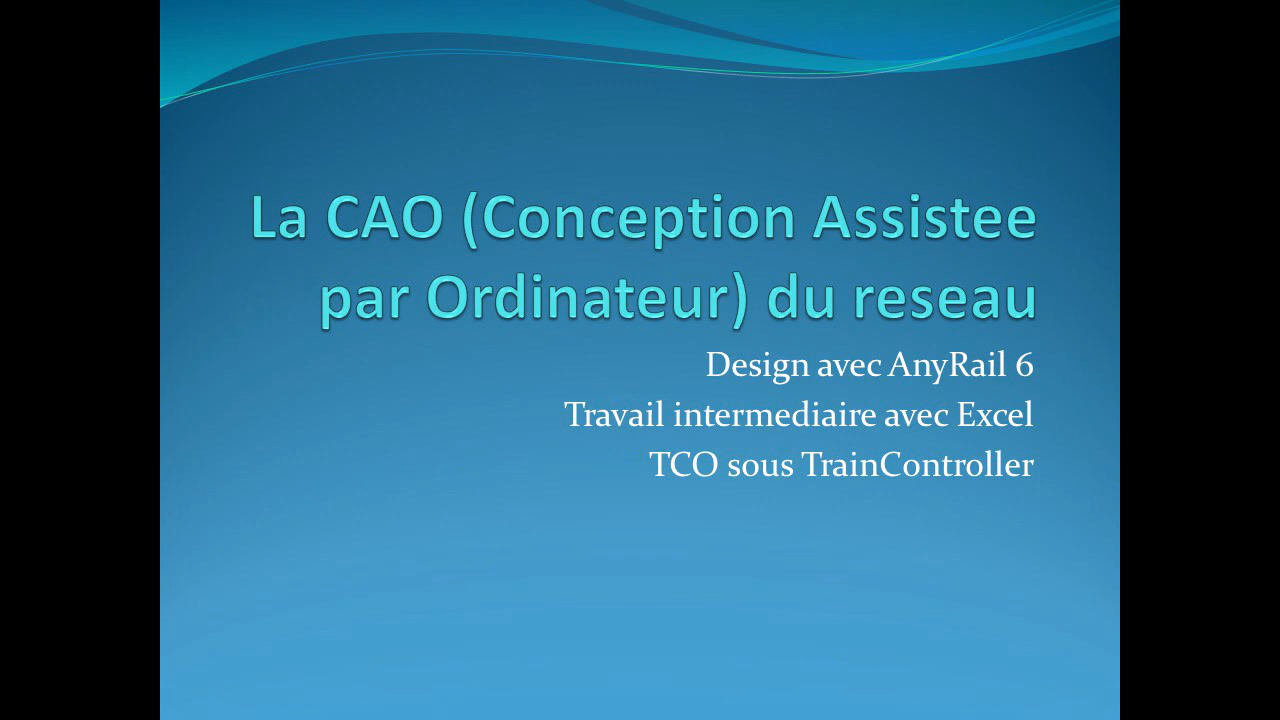 La CAO (Conception Assistee
par Ordinateur) du reseau
Design avec AnyRail 6
Travail intermediaire avec Excel
TCO sous TrainController